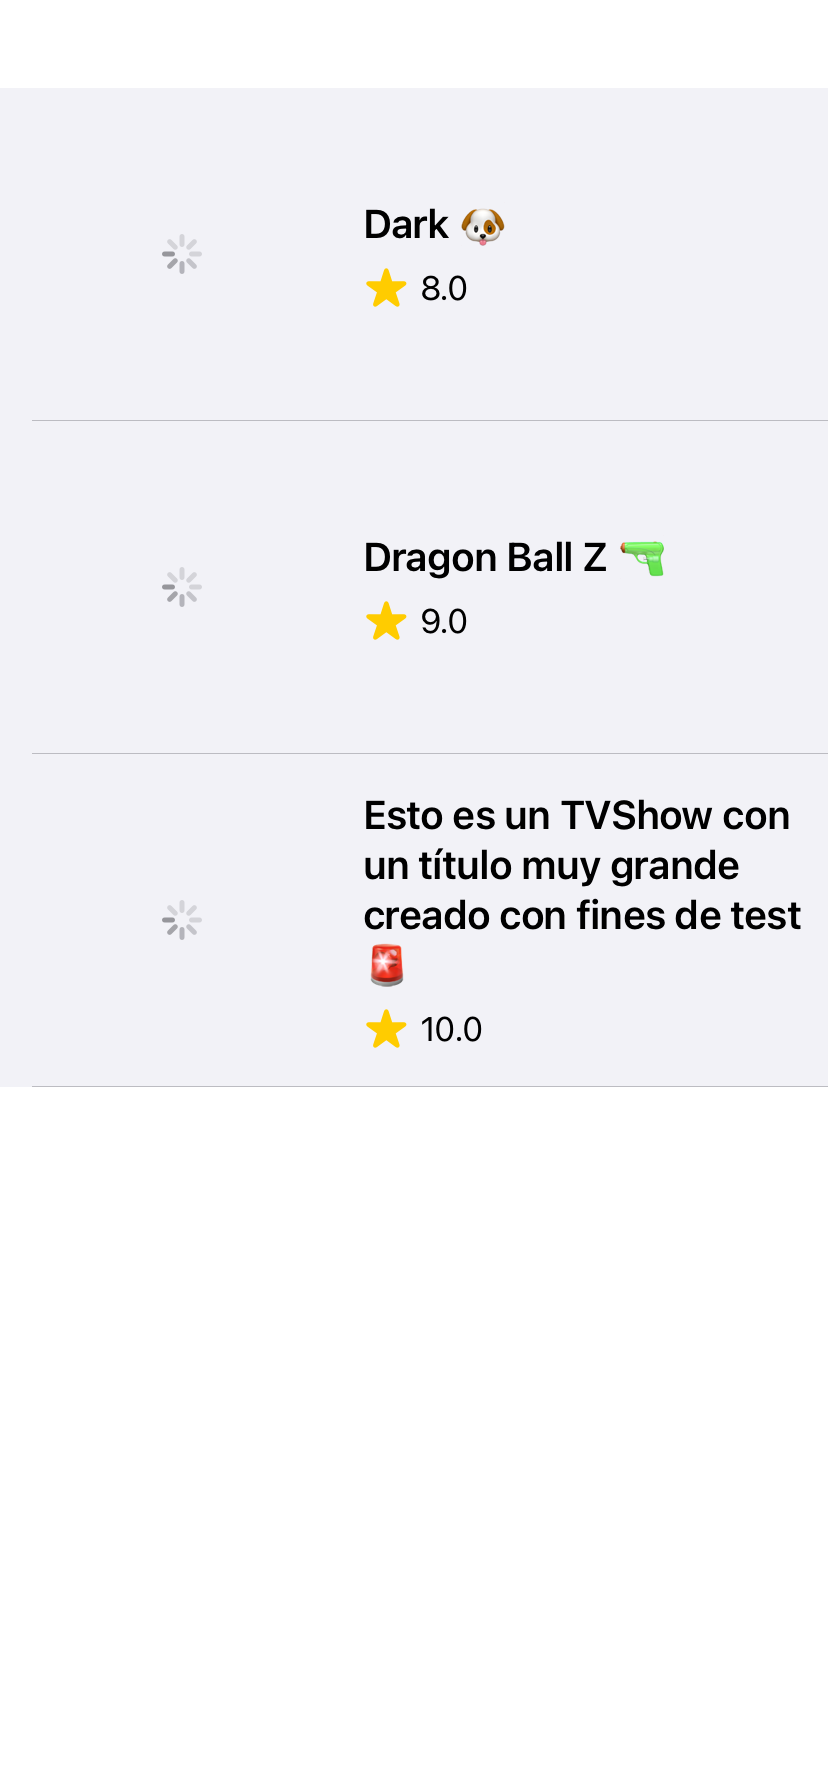 Dark 🐶
⭐ 8.0
Dragon Ball Z 🔫
⭐ 9.0
Esto es un TVShow con
un título muy grande
creado con fines de test
🚨
⭐ 10.0